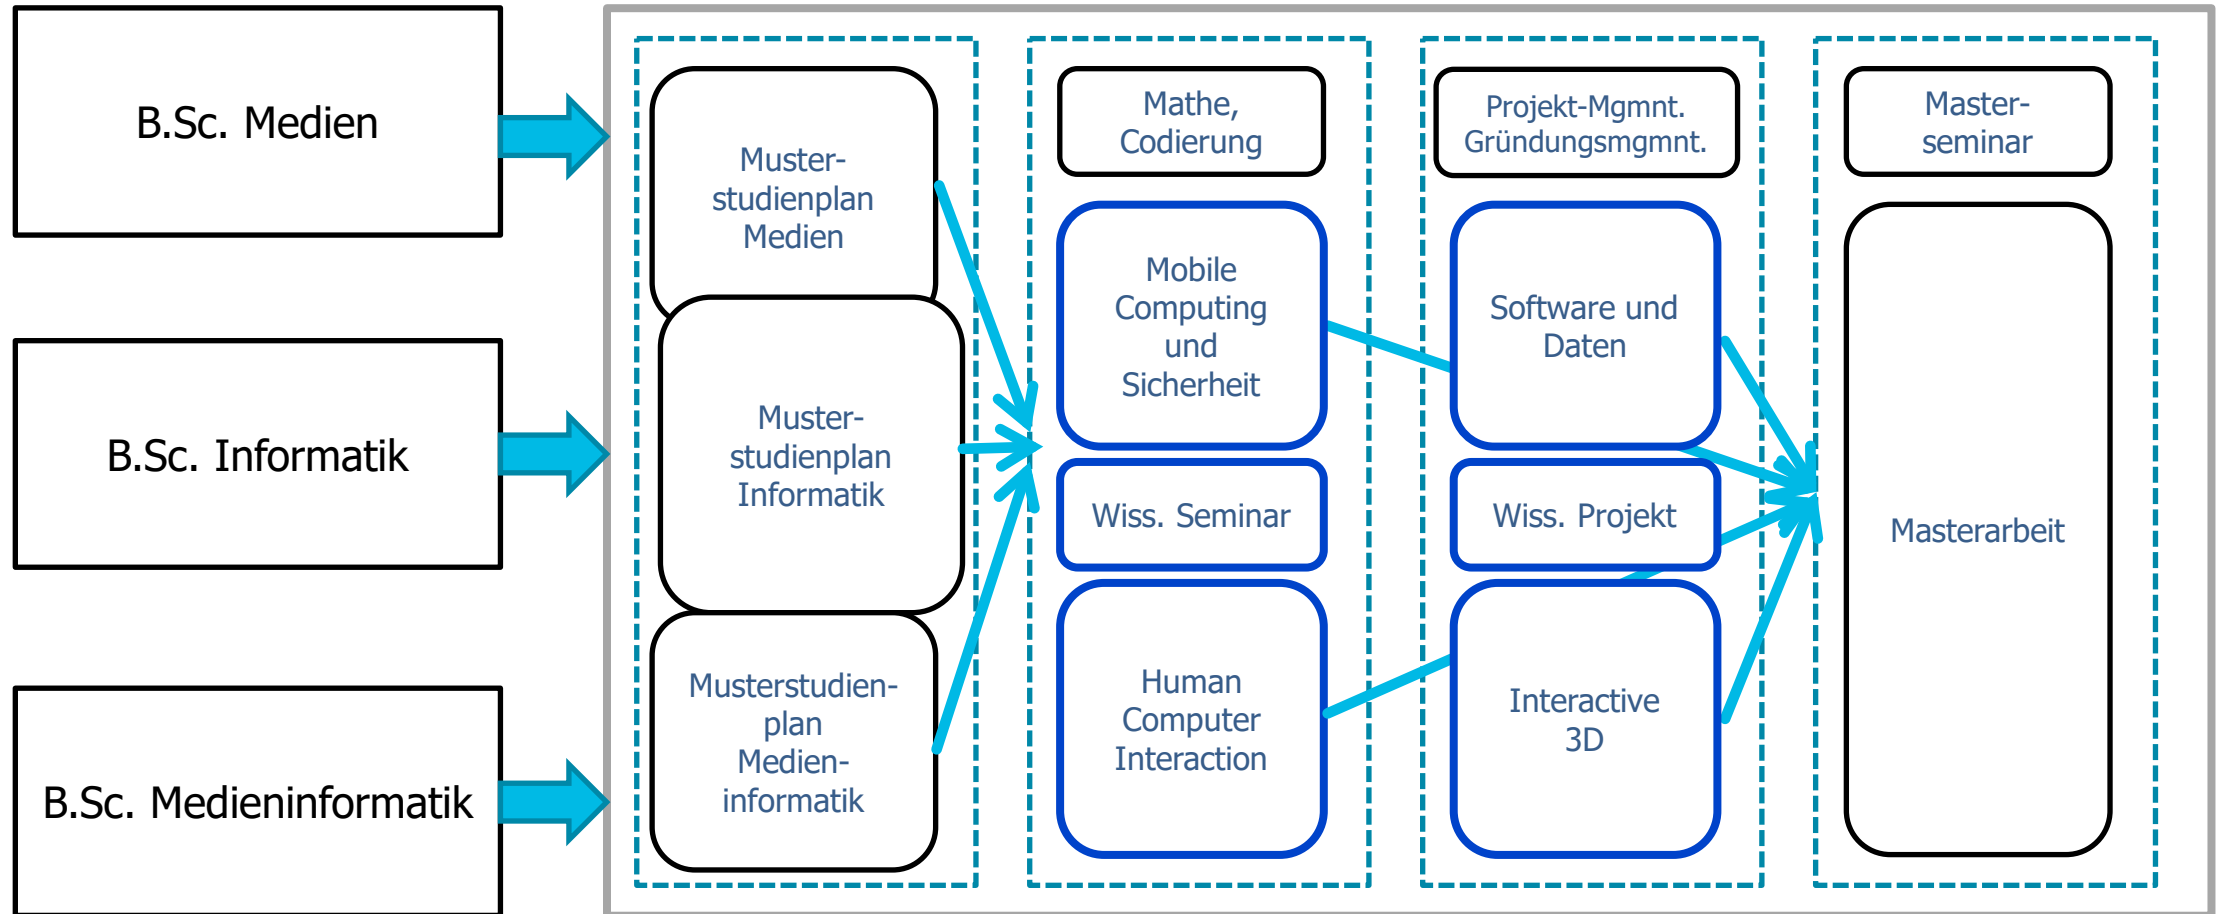 B.Sc. Medien
B.Sc. Informatik
B.Sc. Medieninformatik
Muster-
studienplan
Medien
Muster-
studienplan
Informatik
Musterstudien-
plan
Medien-
informatik
Mathe,
Codierung
Mobile
Computing
und
Sicherheit
Wiss. Seminar
Human
Computer
Interaction
Projekt-Mgmnt.
Gründungsmgmnt.
Software und
Daten
Wiss. Projekt
Interactive
3D
Master-
seminar
Masterarbeit